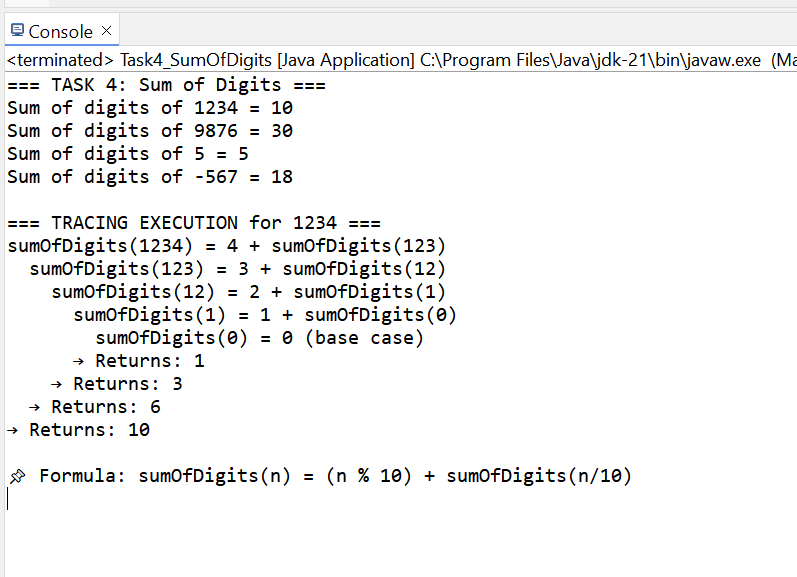 Console ×
<terminated> Task4_SumOfDigits [Java Application] C:\Program Files\Java\jdk-21\bin\javaw.exe (Ma
=== TASK 4: Sum of Digits ===
Sum of digits of 1234 = 10
Sum of digits of 9876 = 30
Sum of digits of 5 = 5
Sum of digits of -567 = 18

=== TRACING EXECUTION for 1234 ===
sumOfDigits(1234) = 4 + sumOfDigits(123)
  sumOfDigits(123) = 3 + sumOfDigits(12)
    sumOfDigits(12) = 2 + sumOfDigits(1)
      sumOfDigits(1) = 1 + sumOfDigits(0)
        sumOfDigits(0) = 0 (base case)
      → Returns: 1
    → Returns: 3
  → Returns: 6
→ Returns: 10

📌 Formula: sumOfDigits(n) = (n % 10) + sumOfDigits(n/10)